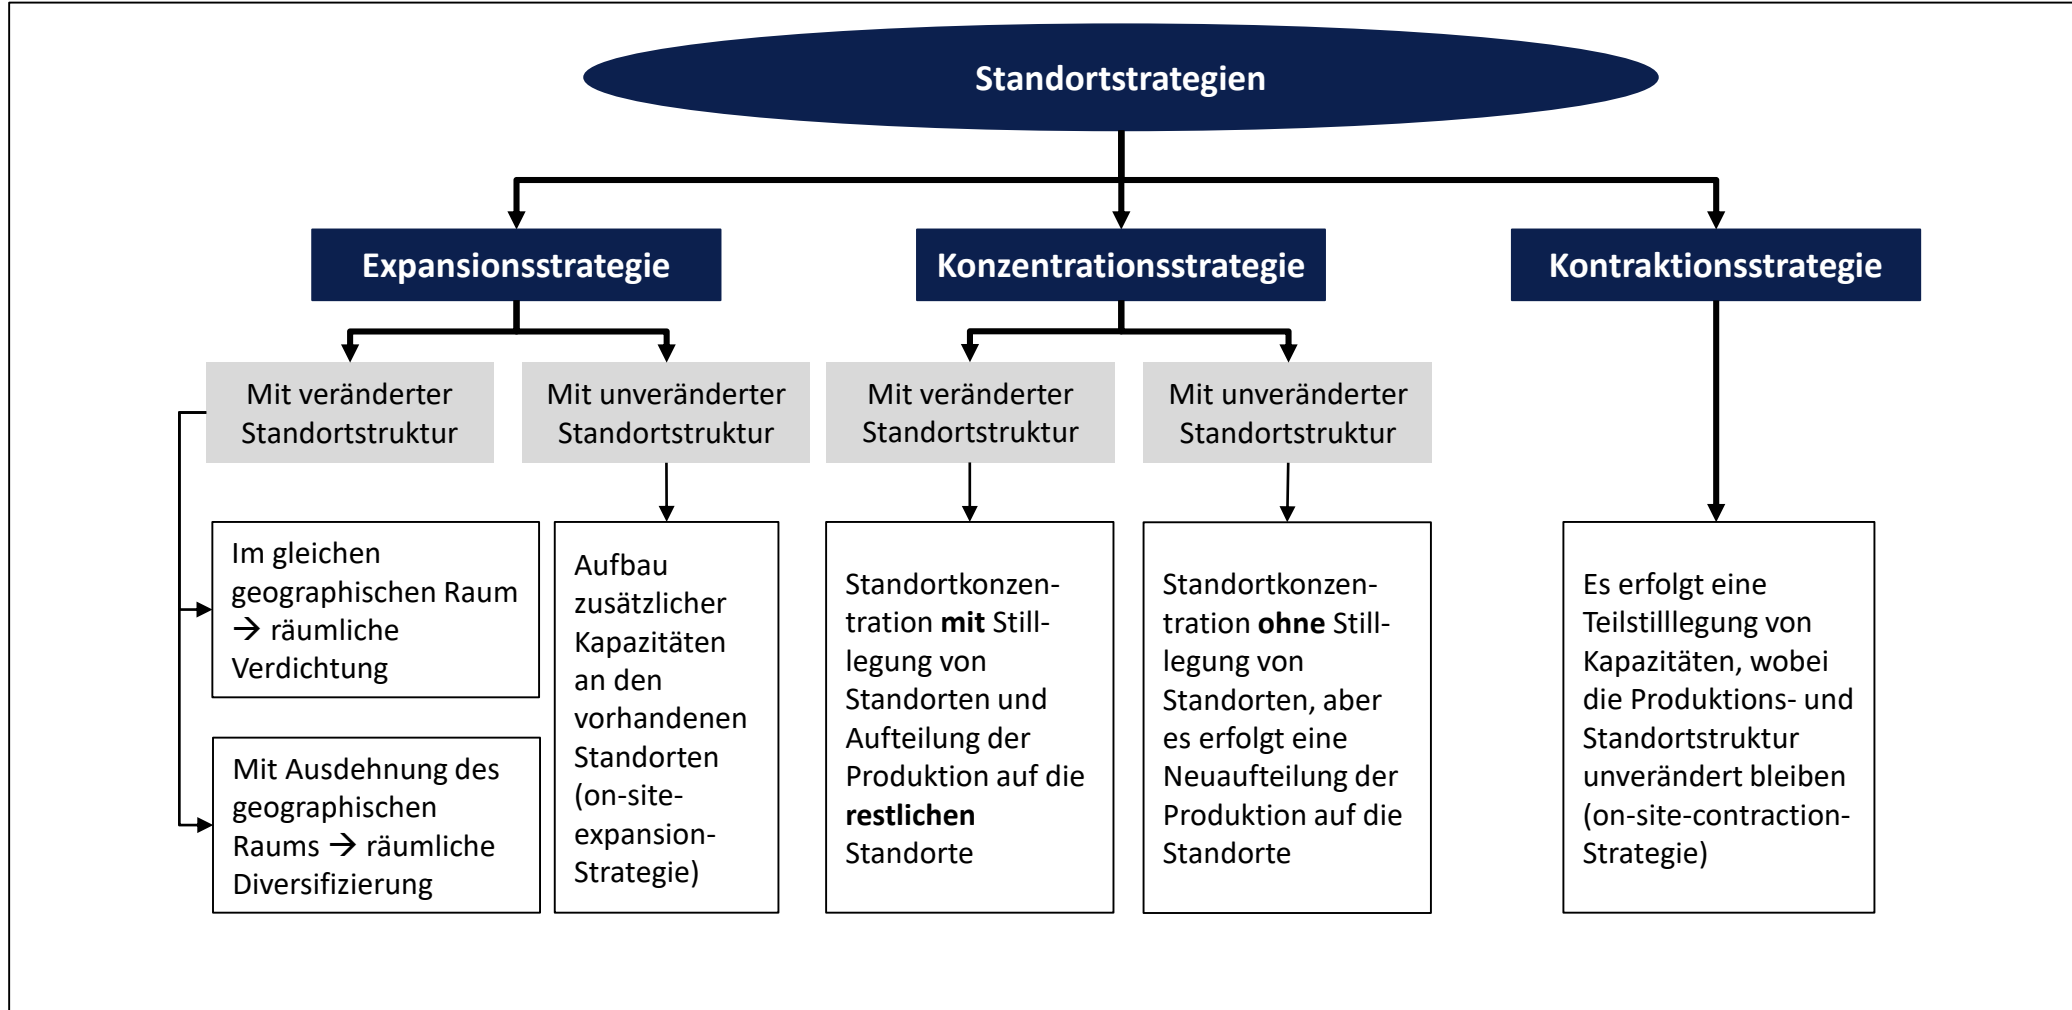 Standortstrategien
Expansionsstrategie
Konzentrationsstrategie
Kontraktionsstrategie
Mit veränderter
Standortstruktur
Mit unveränderter
Standortstruktur
Mit veränderter
Standortstruktur
Mit unveränderter
Standortstruktur
Im gleichen
geographischen Raum
→ räumliche
Verdichtung
Mit Ausdehnung des
geographischen
Raums → räumliche
Diversifizierung
Aufbau
zusätzlicher
Kapazitäten
an den
vorhandenen
Standorten
(on-site-
expansion-
Strategie)
Standortkonzen-
tration mit Still-
legung von
Standorten und
Aufteilung der
Produktion auf die
restlichen
Standorte
Standortkonzen-
tration ohne Still-
legung von
Standorten, aber
es erfolgt eine
Neuaufteilung der
Produktion auf die
Standorte
Es erfolgt eine
Teilstilllegung von
Kapazitäten, wobei
die Produktions- und
Standortstruktur
unverändert bleiben
(on-site-contraction-
Strategie)